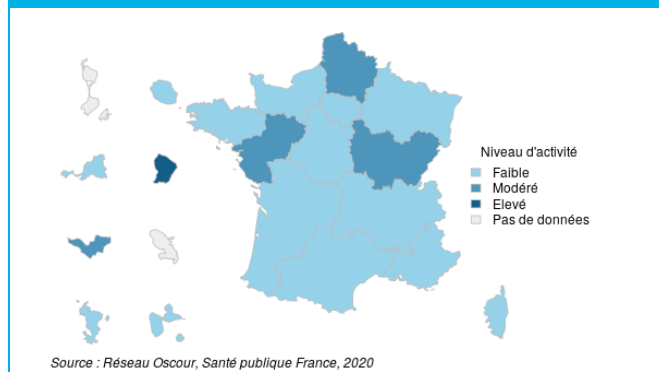 Niveau d'activité
Faible
Modéré
Elevé
Pas de données
Source : Réseau Oscour, Santé publique France, 2020